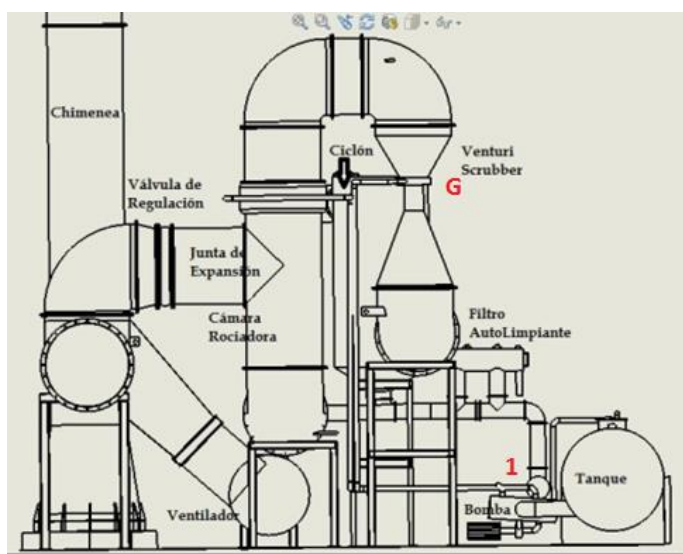 Chimenea
Ciclón
Venturi
Scrubber
Válvula de
Regulación
G
Junta de
Expansión
Cámara
Rociadora
Filtro
AutoLimpiante
1
Tanque
Ventilador
Bomba